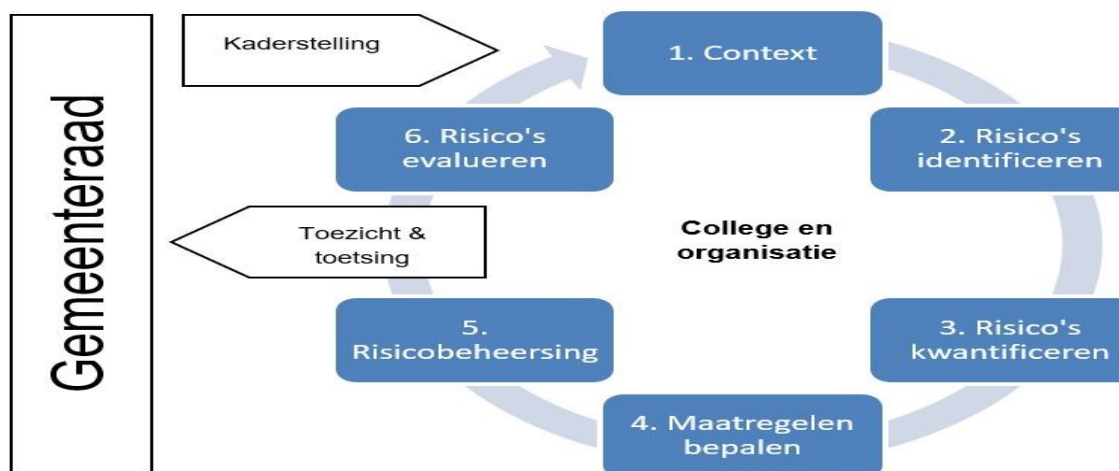 Gemeenteraad
Kaderstelling
Toezicht &
toetsing
1. Context
2. Risico's
identificeren
3. Risico's
kwantificeren
4. Maatregelen
bepalen
5.
Risicobeheersing
6. Risico's
evalueren
College en
organisatie